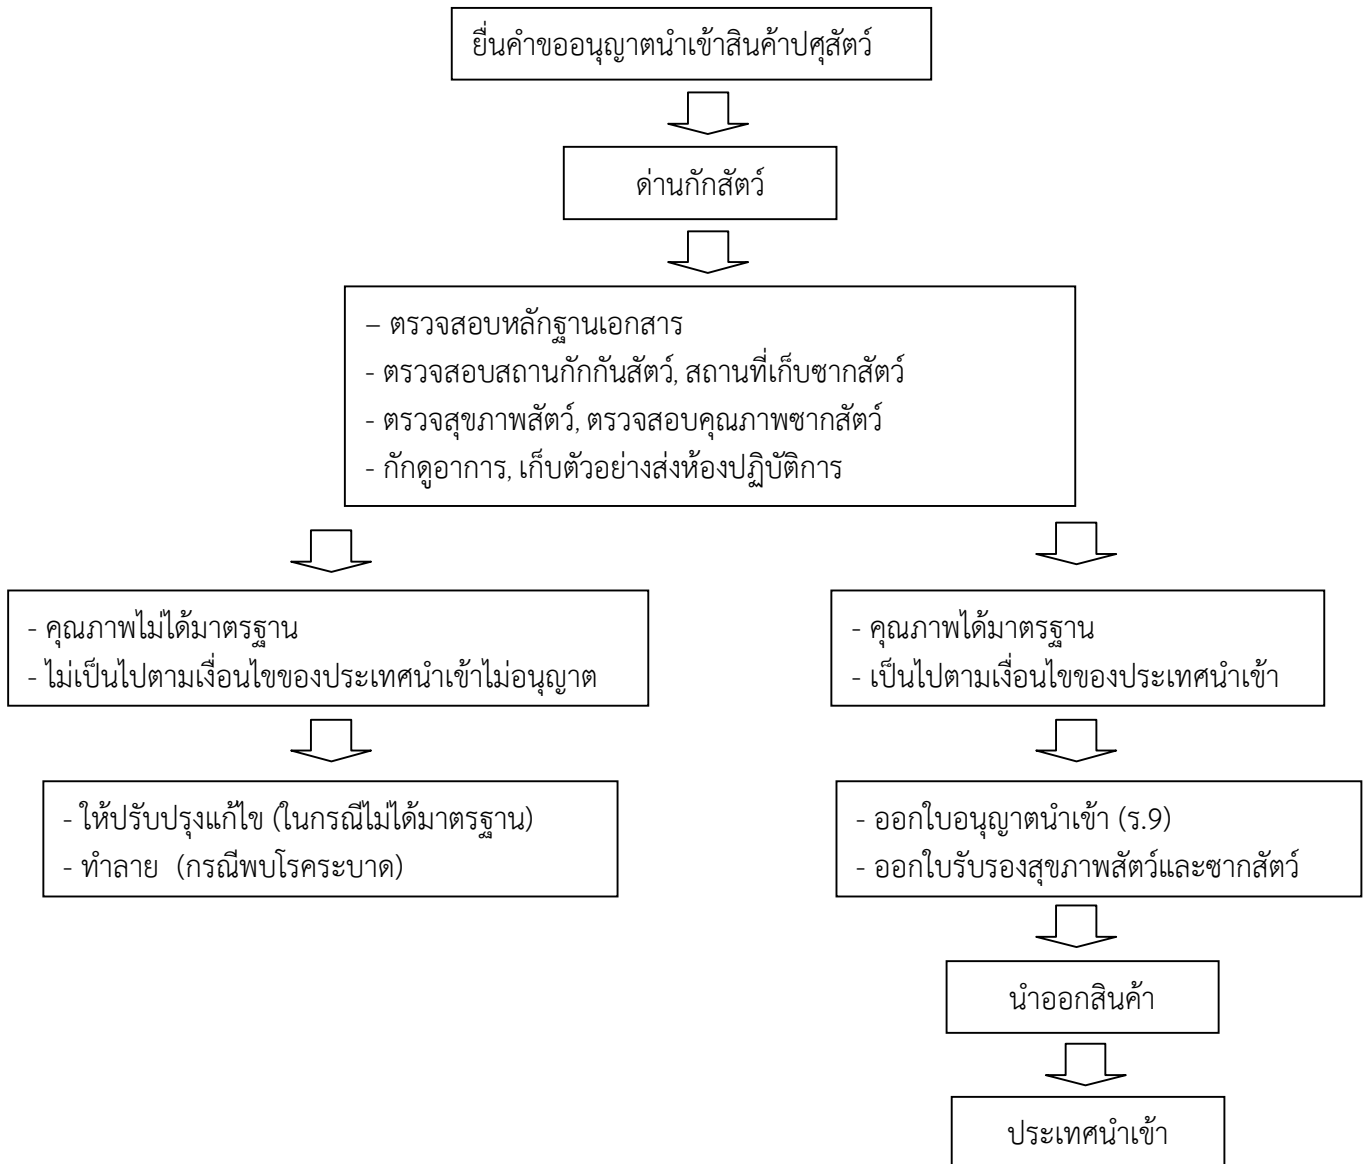 ยื่นคำขออนุญาตนำเข้าสินค้าปศุสัตว์
ด่านกักสัตว์
– ตรวจสอบหลักฐานเอกสาร
- ตรวจสอบสถานกักกันสัตว์, สถานที่เก็บซากสัตว์
- ตรวจสุขภาพสัตว์, ตรวจสอบคุณภาพซากสัตว์
- กักดูอาการ, เก็บตัวอย่างส่งห้องปฏิบัติการ
- คุณภาพไม่ได้มาตรฐาน
- ไม่เป็นไปตามเงื่อนไขของประเทศนำเข้าไม่อนุญาต
- คุณภาพได้มาตรฐาน
- เป็นไปตามเงื่อนไขของประเทศนำเข้า
- ให้ปรับปรุงแก้ไข (ในกรณีไม่ได้มาตรฐาน)
- ทำลาย (กรณีพบโรคระบาด)
- ออกใบอนุญาตนำเข้า (ร.9)
- ออกใบรับรองสุขภาพสัตว์และซากสัตว์
นำออกสินค้า
ประเทศนำเข้า